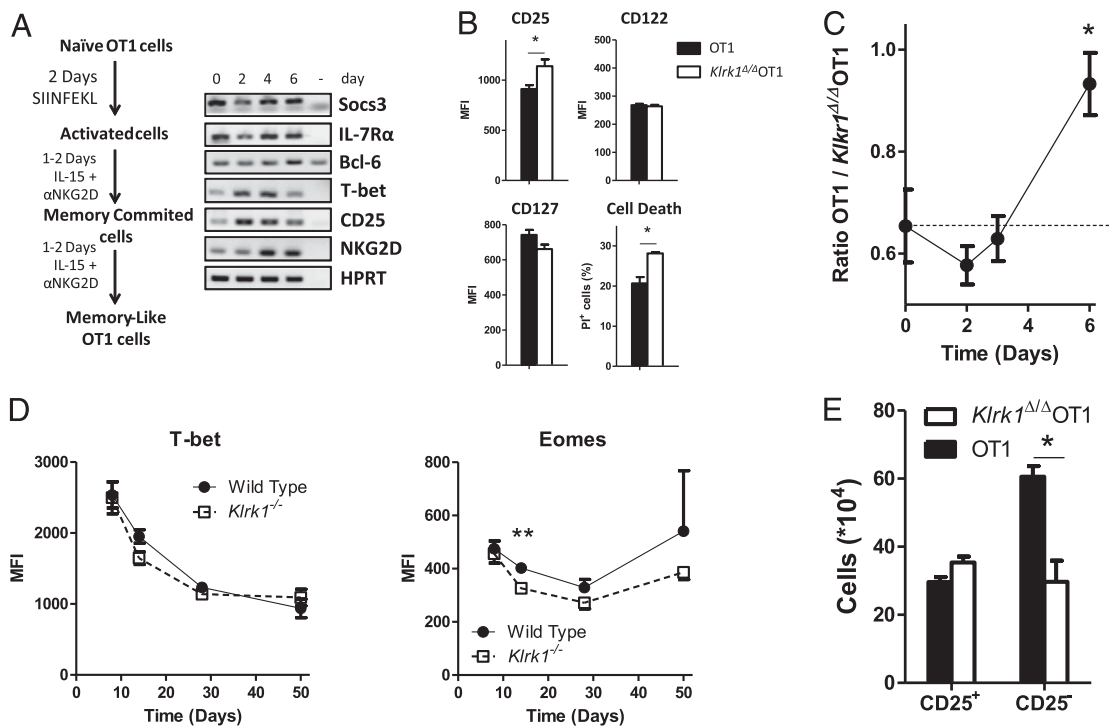 A
Naïve OT1 cells
2 Days
SIINFEKL
Activated cells
1-2 Days
IL-15 +
αNKG2D
Memory Commited
cells
1-2 Days
IL-15 +
αNKG2D
Memory-Like
OT1 cells
0 2 4 6 - day
Socs3
IL-7Rα
Bcl-6
T-bet
CD25
NKG2D
HPRT
B
CD25
MFI
1000
500
0
*
CD122
MFI
500
400
300
200
100
0
OT1
Klrk1Δ/ΔOT1
CD127
MFI
800
600
400
200
0
Cell Death
PI+ cells (%)
30
20
10
0
*
C
Ratio OT1 / Klkr1Δ/ΔOT1
1.0
0.8
0.6
*
0 2 4 6
Time (Days)
D
T-bet
MFI
3000
2000
1000
0
Wild Type
Klrk1-/-
0 10 20 30 40 50
Time (Days)
Eomes
MFI
800
600
400
200
0
**
Wild Type
Klrk1-/-
0 10 20 30 40 50
Time (Days)
E
Cells (*10⁴)
80
60
40
20
0
Klrk1Δ/ΔOT1
OT1
*
CD25+ CD25-